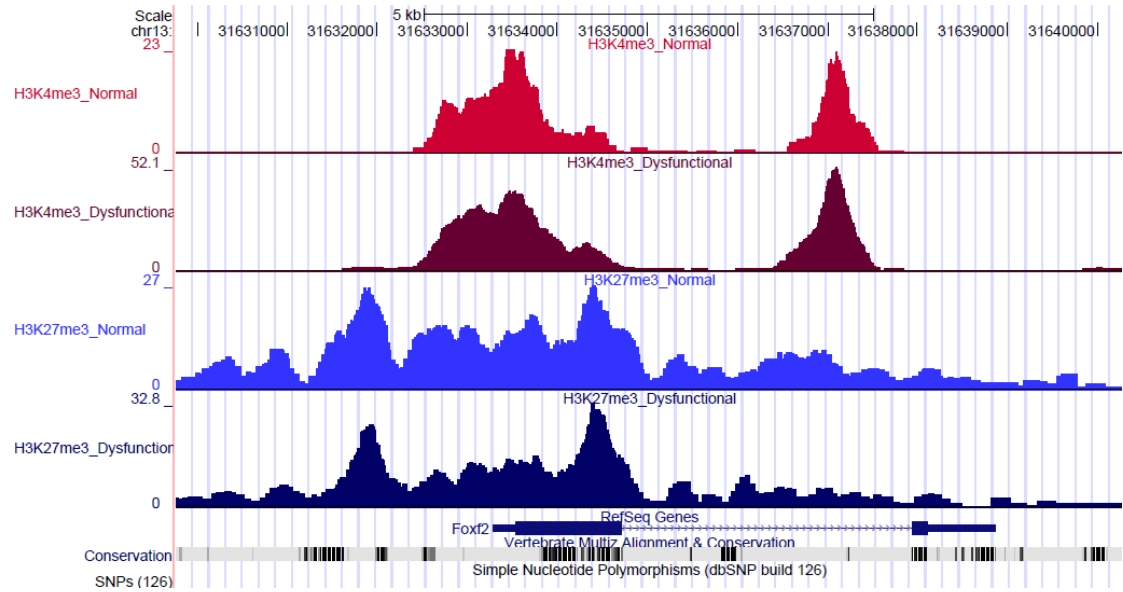 Scale 5 kb
chr13: 31631000 31632000 31633000 31634000 31635000 31636000 31637000 31638000 31639000 31640000
23 H3K4me3_Normal
H3K4me3_Normal
0
52.1 H3K4me3_Dysfunctional
H3K4me3_Dysfunctiona
0
27 H3K27me3_Normal
H3K27me3_Normal
0
32.8 H3K27me3_Dysfunctional
H3K27me3_Dysfunction
0
RefSeq Genes
Foxf2
Vertebrate Multiz Alignment & Conservation
Conservation
Simple Nucleotide Polymorphisms (dbSNP build 126)
SNPs (126)